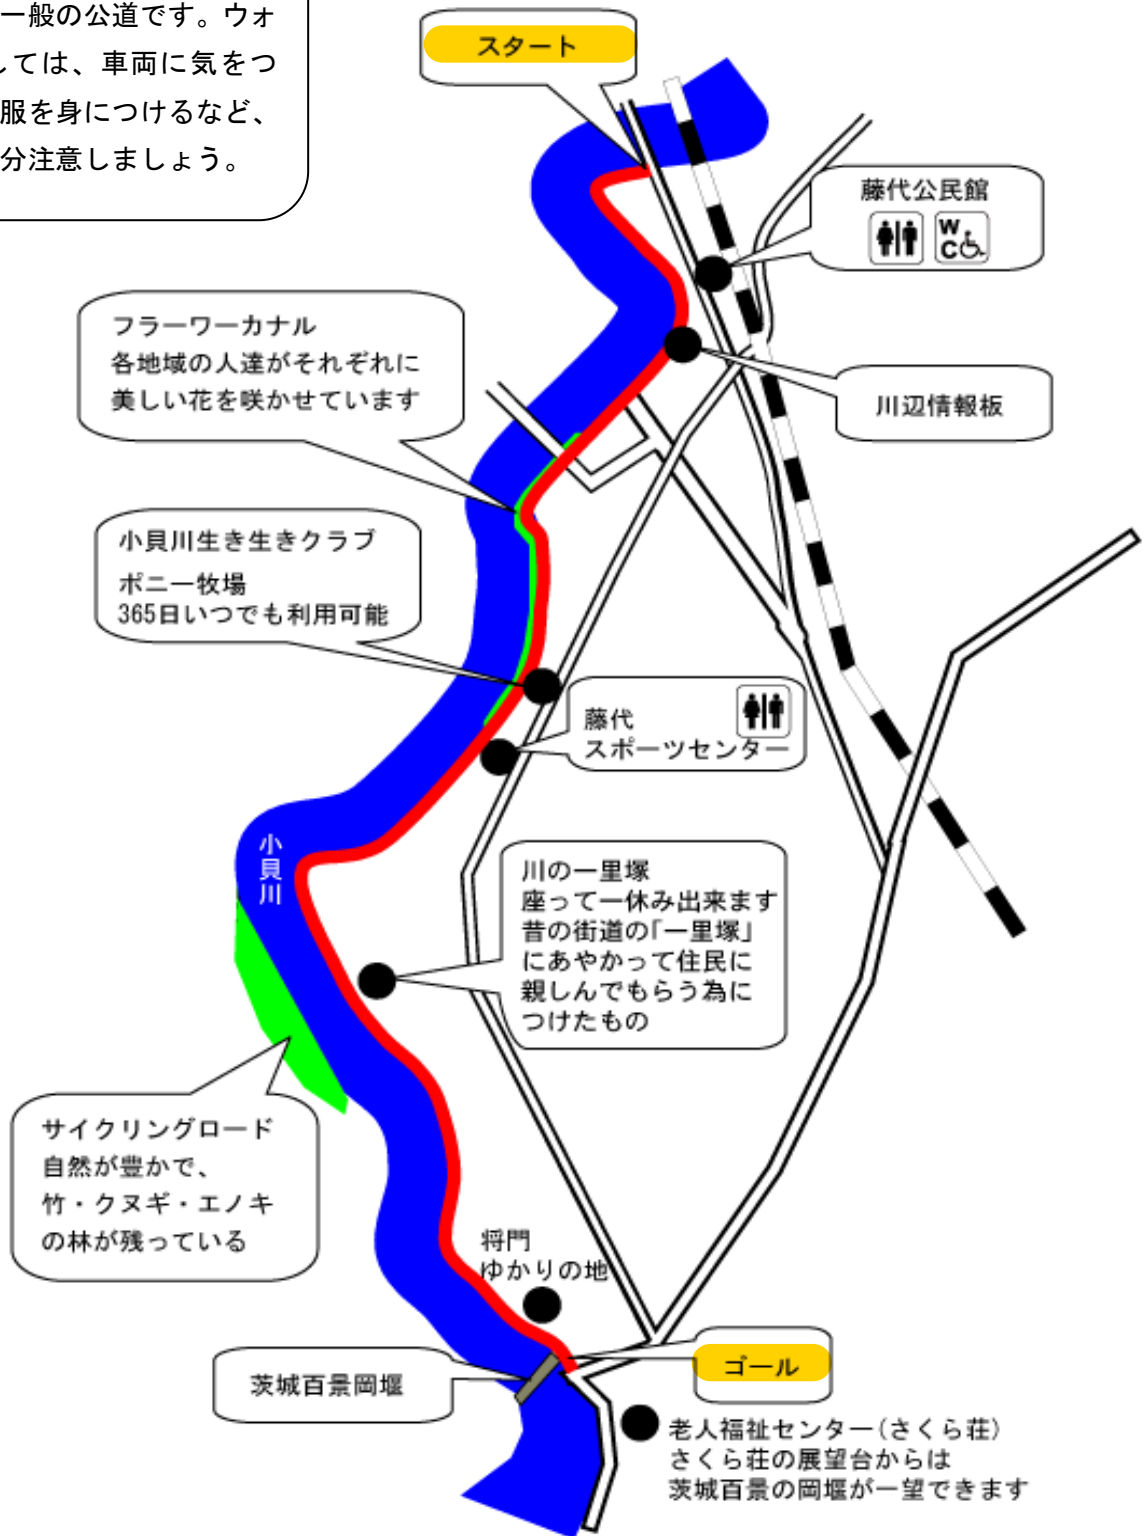 一般の公道です。ウォ
しては、車両に気をつ
服を身につけるなど、
分注意しましょう。
スタート
藤代公民館
WC
フラーワーカナル
各地域の人達がそれぞれに
美しい花を咲かせています
川辺情報板
小貝川生き生きクラブ
ポニー牧場
365日いつでも利用可能
藤代
スポーツセンター
小貝川
川の一里塚
座って一休み出来ます
昔の街道の｢一里塚｣
にあやかって住民に
親しんでもらう為に
つけたもの
サイクリングロード
自然が豊かで、
竹・クヌギ・エノキ
の林が残っている
将門
ゆかりの地
茨城百景岡堰
ゴール
老人福祉センター(さくら荘)
さくら荘の展望台からは
茨城百景の岡堰が一望できます